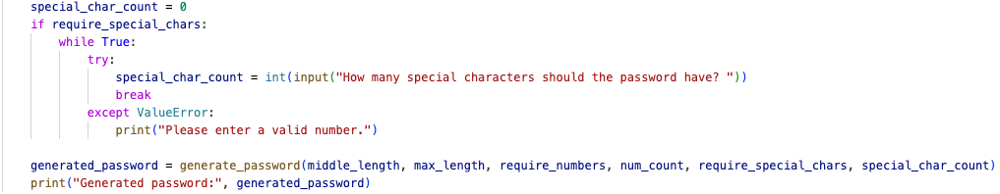 special_char_count = 0
if require_special_chars:
    while True:
        try:
            special_char_count = int(input("How many special characters should the password have? "))
            break
        except ValueError:
            print("Please enter a valid number.")

generated_password = generate_password(middle_length, max_length, require_numbers, num_count, require_special_chars, special_char_count)
print("Generated password:", generated_password)